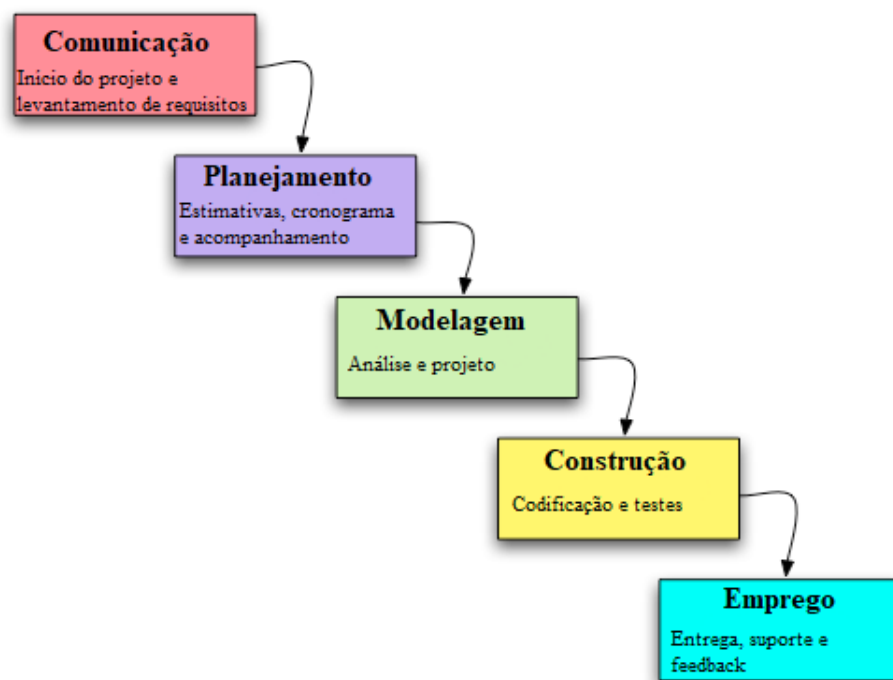 Comunicação
Inicio do projeto e
levantamento de requisitos
Planejamento
Estimativas, cronograma
e acompanhamento
Modelagem
Análise e projeto
Construção
Codificação e testes
Emprego
Entrega, suporte e
feedback